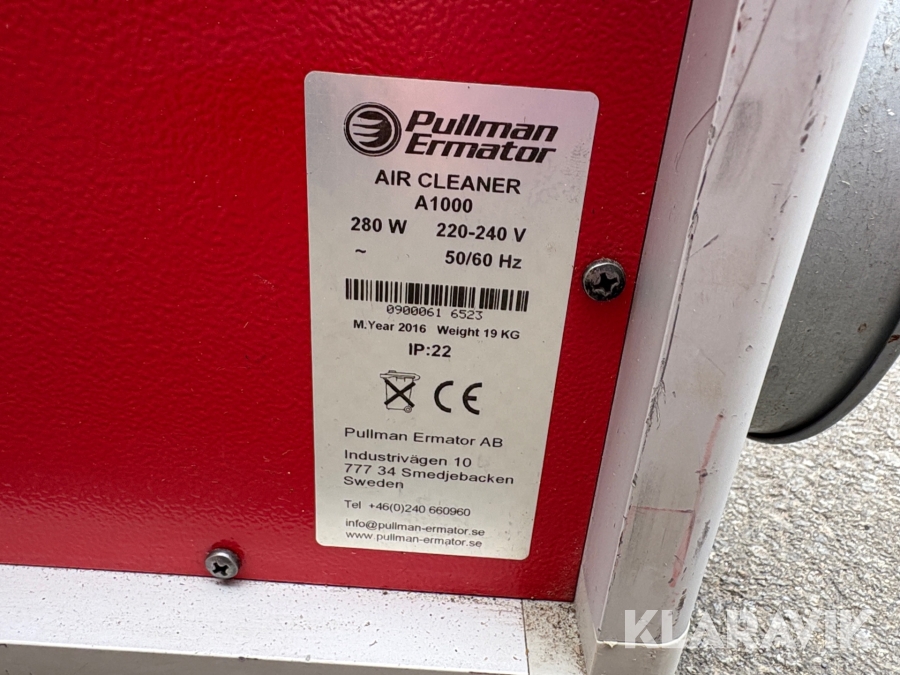 Pullman
Ermator
AIR CLEANER
A1000
280 W 220-240 V
~ 50/60 Hz
0900061 6523
M.Year 2016 Weight 19 KG
IP:22
CE
Pullman Ermator AB
Industrivägen 10
777 34 Smedjebacken
Sweden
Tel +46(0)240 660960
info@pullman-ermator.se
www.pullman-ermator.se
KLARAVIK